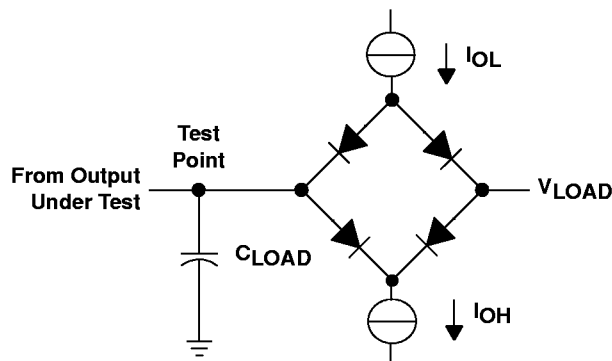 IOL
Test
Point
From Output
Under Test
VLOAD
CLOAD
IOH